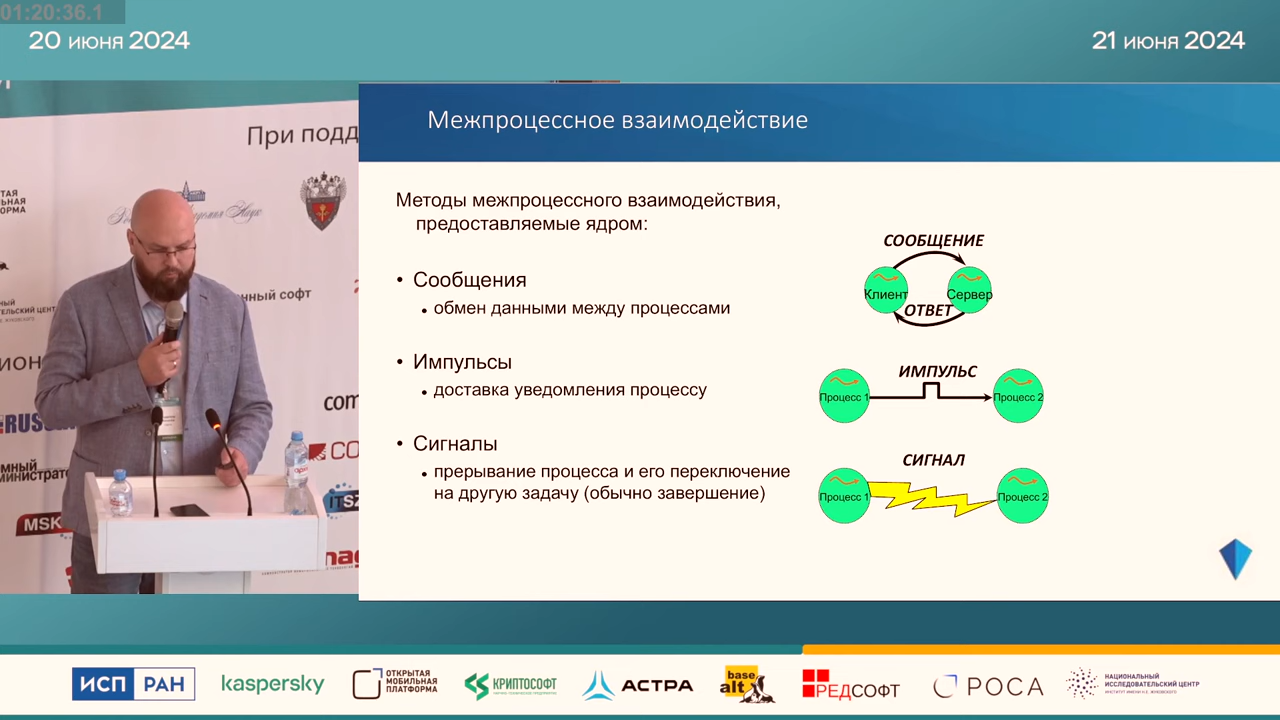 01:20:36.1
20 июня 2024
21 июня 2024
При подд
Межпроцессное взаимодействие
Методы межпроцессного взаимодействия,
предоставляемые ядром:
• Сообщения
• обмен данными между процессами
• Импульсы
• доставка уведомления процессу
• Сигналы
• прерывание процесса и его переключение
на другую задачу (обычно завершение)
СООБЩЕНИЕ
Клиент
Сервер
ОТВЕТ
ИМПУЛЬС
Процесс 1
Процесс 2
СИГНАЛ
Процесс 1
Процесс 2
MSK
ITSZ
com
ИСП РАН
kaspersky
ОТКРЫТАЯ
МОБИЛЬНАЯ
ПЛАТФОРМА
КРИПТОСОФТ
АСТРА
base
alt
РЕДСОФТ
РОСА
НАЦИОНАЛЬНЫЙ
ИССЛЕДОВАТЕЛЬСКИЙ ЦЕНТР